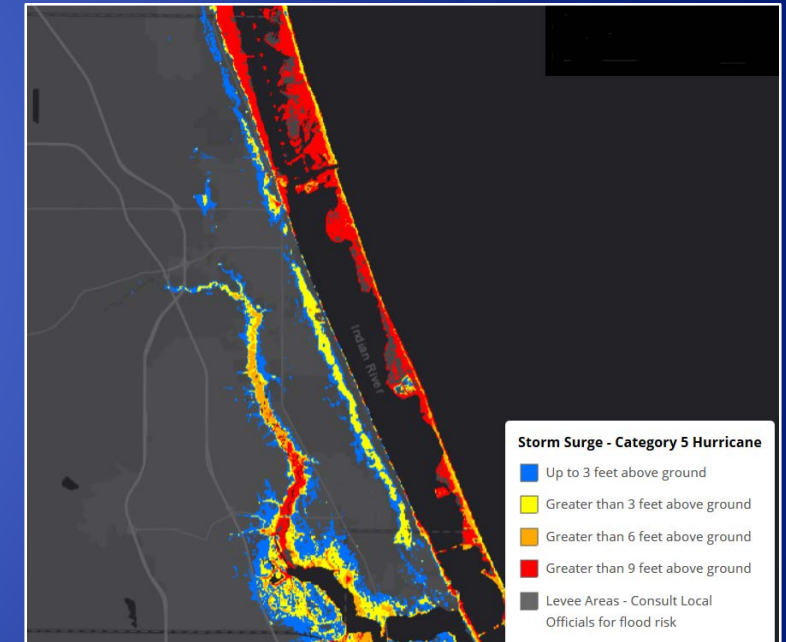 Indian River
Storm Surge - Category 5 Hurricane
Up to 3 feet above ground
Greater than 3 feet above ground
Greater than 6 feet above ground
Greater than 9 feet above ground
Levee Areas - Consult Local
Officials for flood risk